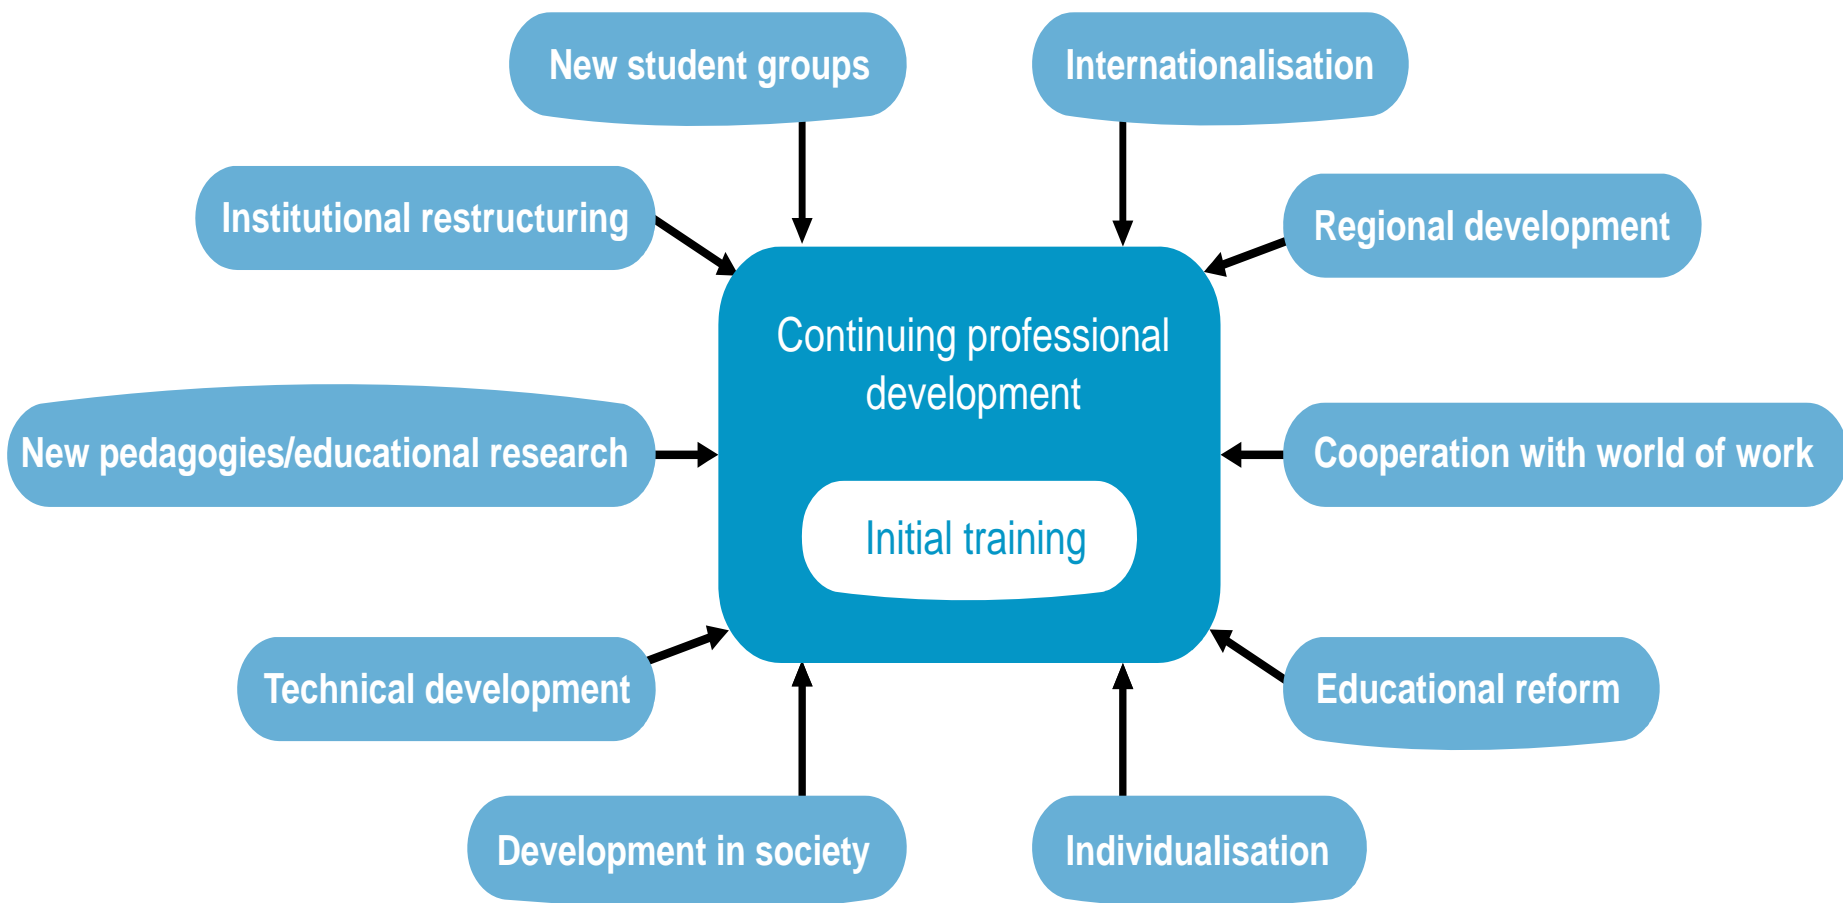 New student groups
Internationalisation
Institutional restructuring
Regional development
Continuing professional
development
New pedagogies/educational research
Cooperation with world of work
Initial training
Technical development
Educational reform
Development in society
Individualisation